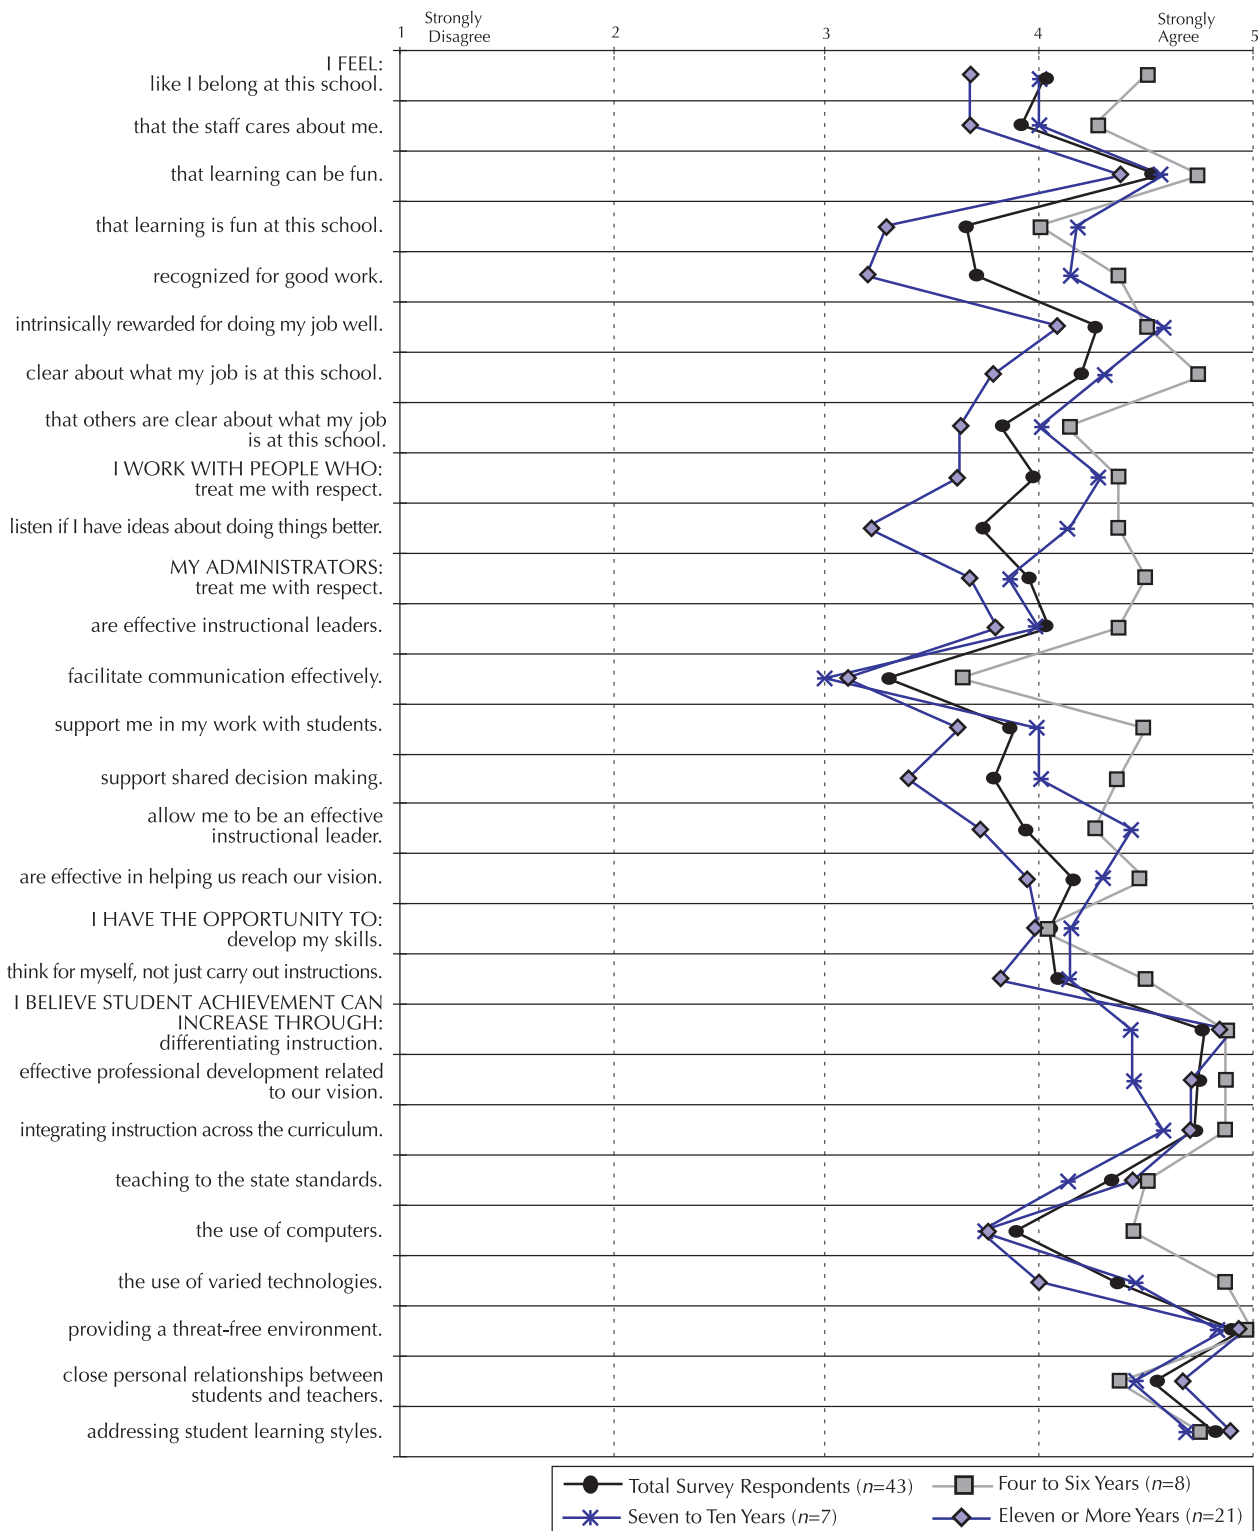 1 Strongly Disagree 2 3 4 Strongly Agree 5
I FEEL:
like I belong at this school.
that the staff cares about me.
that learning can be fun.
that learning is fun at this school.
recognized for good work.
intrinsically rewarded for doing my job well.
clear about what my job is at this school.
that others are clear about what my job
is at this school.
I WORK WITH PEOPLE WHO:
treat me with respect.
listen if I have ideas about doing things better.
MY ADMINISTRATORS:
treat me with respect.
are effective instructional leaders.
facilitate communication effectively.
support me in my work with students.
support shared decision making.
allow me to be an effective
instructional leader.
are effective in helping us reach our vision.
I HAVE THE OPPORTUNITY TO:
develop my skills.
think for myself, not just carry out instructions.
I BELIEVE STUDENT ACHIEVEMENT CAN
INCREASE THROUGH:
differentiating instruction.
effective professional development related
to our vision.
integrating instruction across the curriculum.
teaching to the state standards.
the use of computers.
the use of varied technologies.
providing a threat-free environment.
close personal relationships between
students and teachers.
addressing student learning styles.
Total Survey Respondents (n=43) Four to Six Years (n=8)
Seven to Ten Years (n=7) Eleven or More Years (n=21)